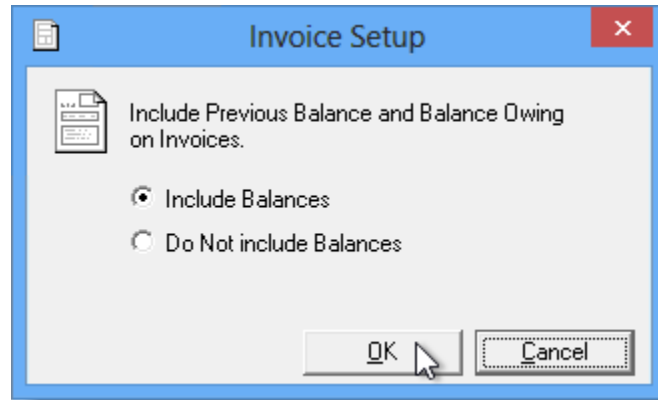 Invoice Setup
Include Previous Balance and Balance Owing
on Invoices.
Include Balances
Do Not include Balances
OK
Cancel